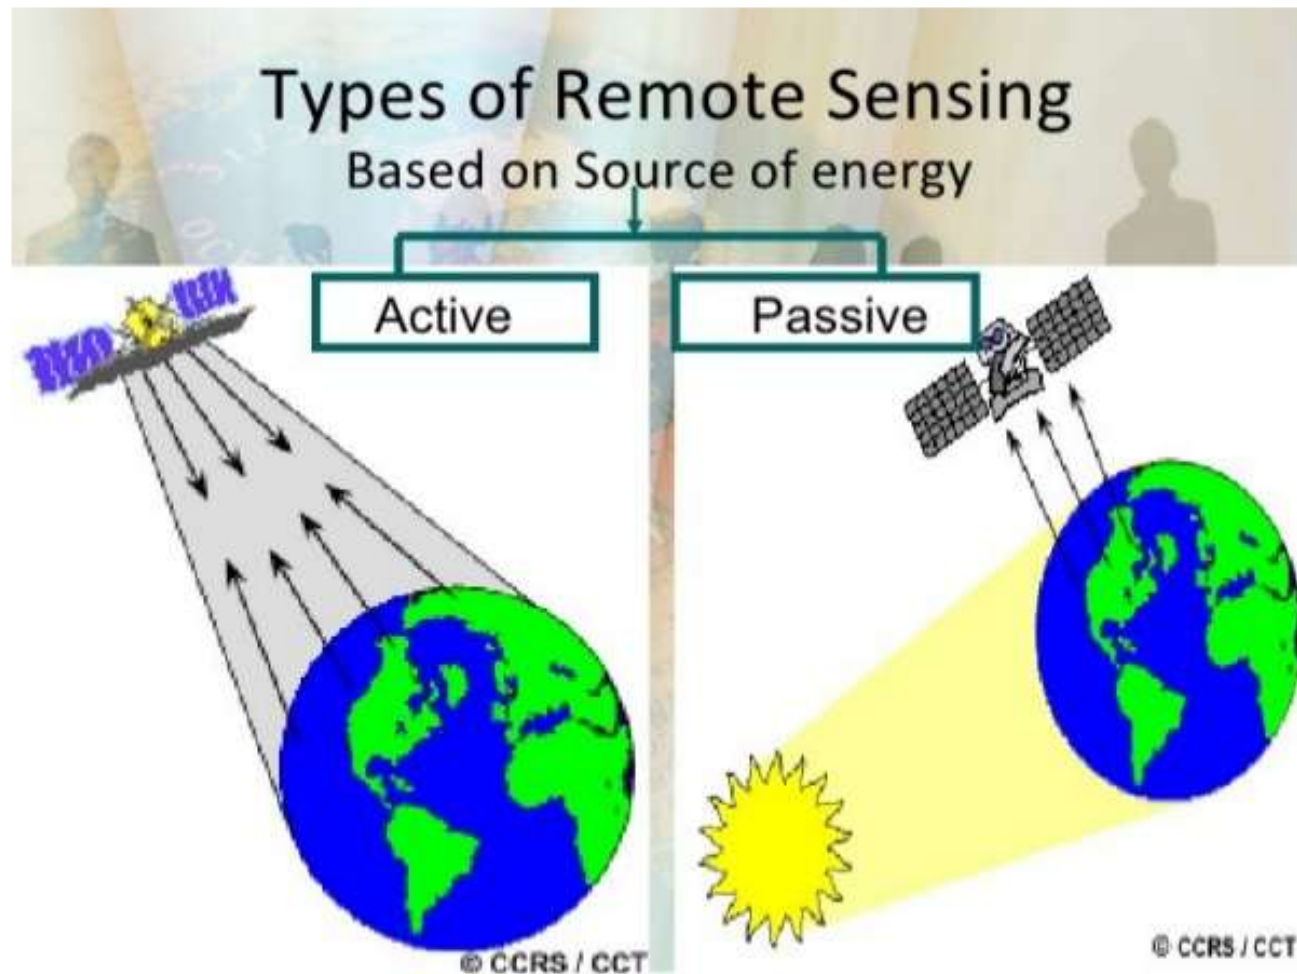 Types of Remote Sensing
Based on Source of energy
Active
Passive
© CCRS / CCT
© CCRS / CCT